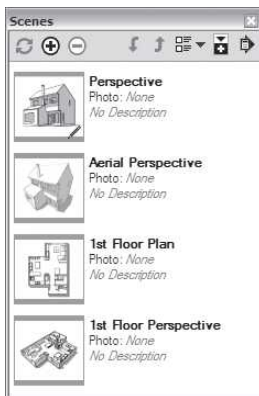 Scenes
Perspective
Photo: None
No Description
Aerial Perspective
Photo: None
No Description
1st Floor Plan
Photo: None
No Description
1st Floor Perspective
Photo: None
No Description